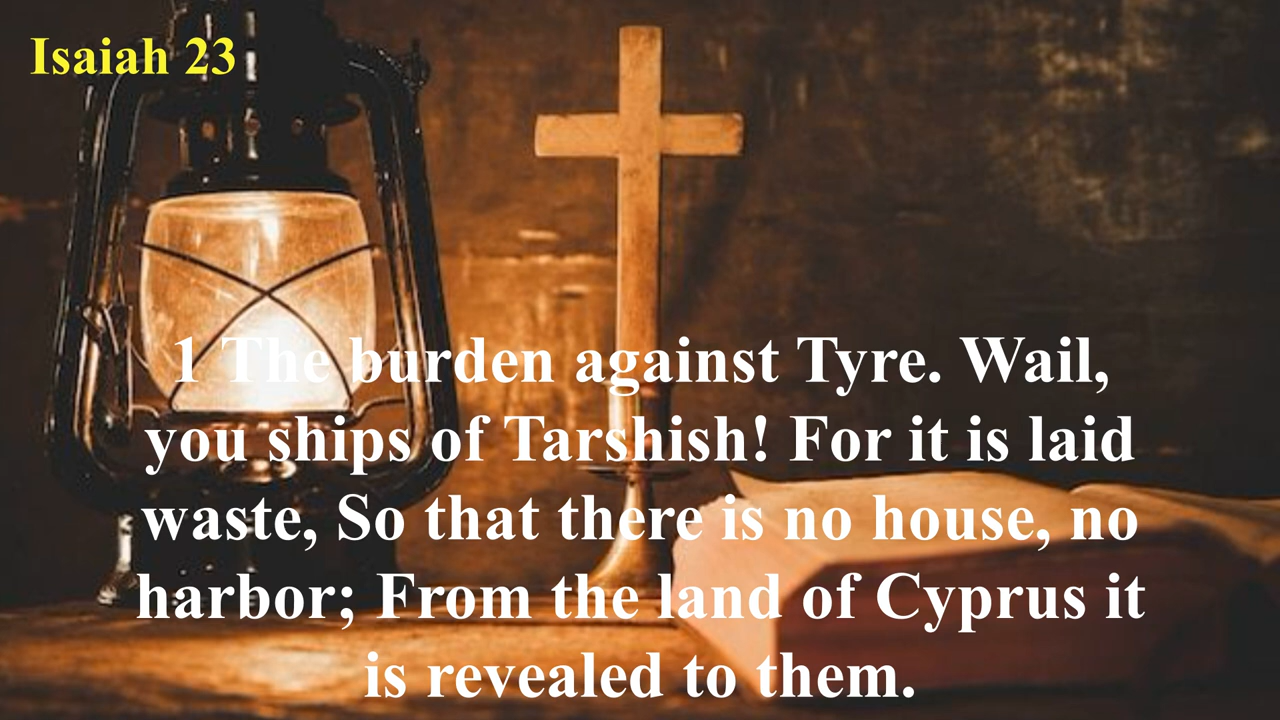 Isaiah 23
1 The burden against Tyre. Wail,
you ships of Tarshish! For it is laid
waste, So that there is no house, no
harbor; From the land of Cyprus it
is revealed to them.